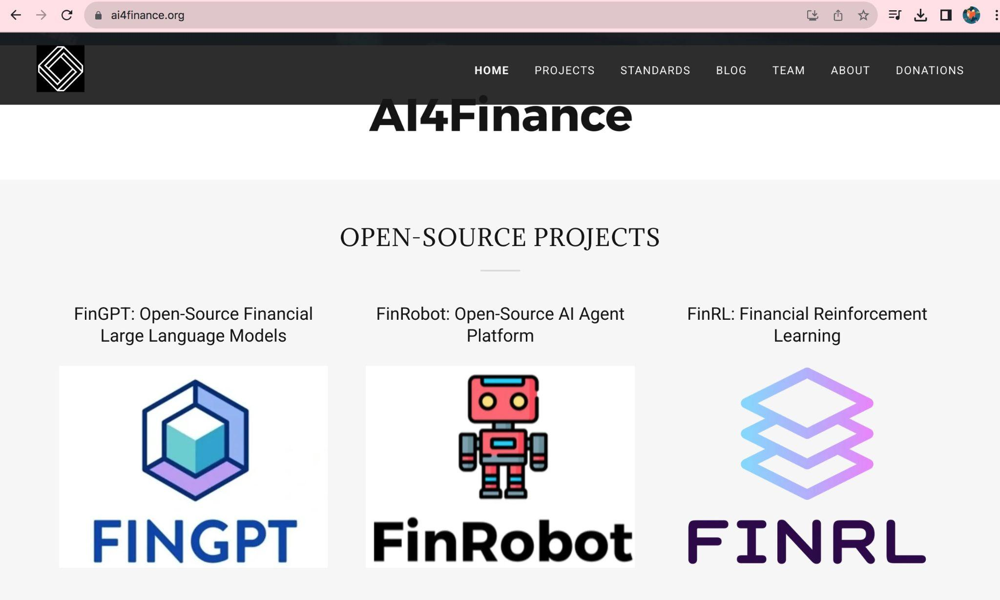 ai4finance.org
HOME PROJECTS STANDARDS BLOG TEAM ABOUT DONATIONS
AI4Finance
OPEN-SOURCE PROJECTS
FinGPT: Open-Source Financial
Large Language Models
FINGPT
FinRobot: Open-Source AI Agent
Platform
FinRobot
FinRL: Financial Reinforcement
Learning
FINRL